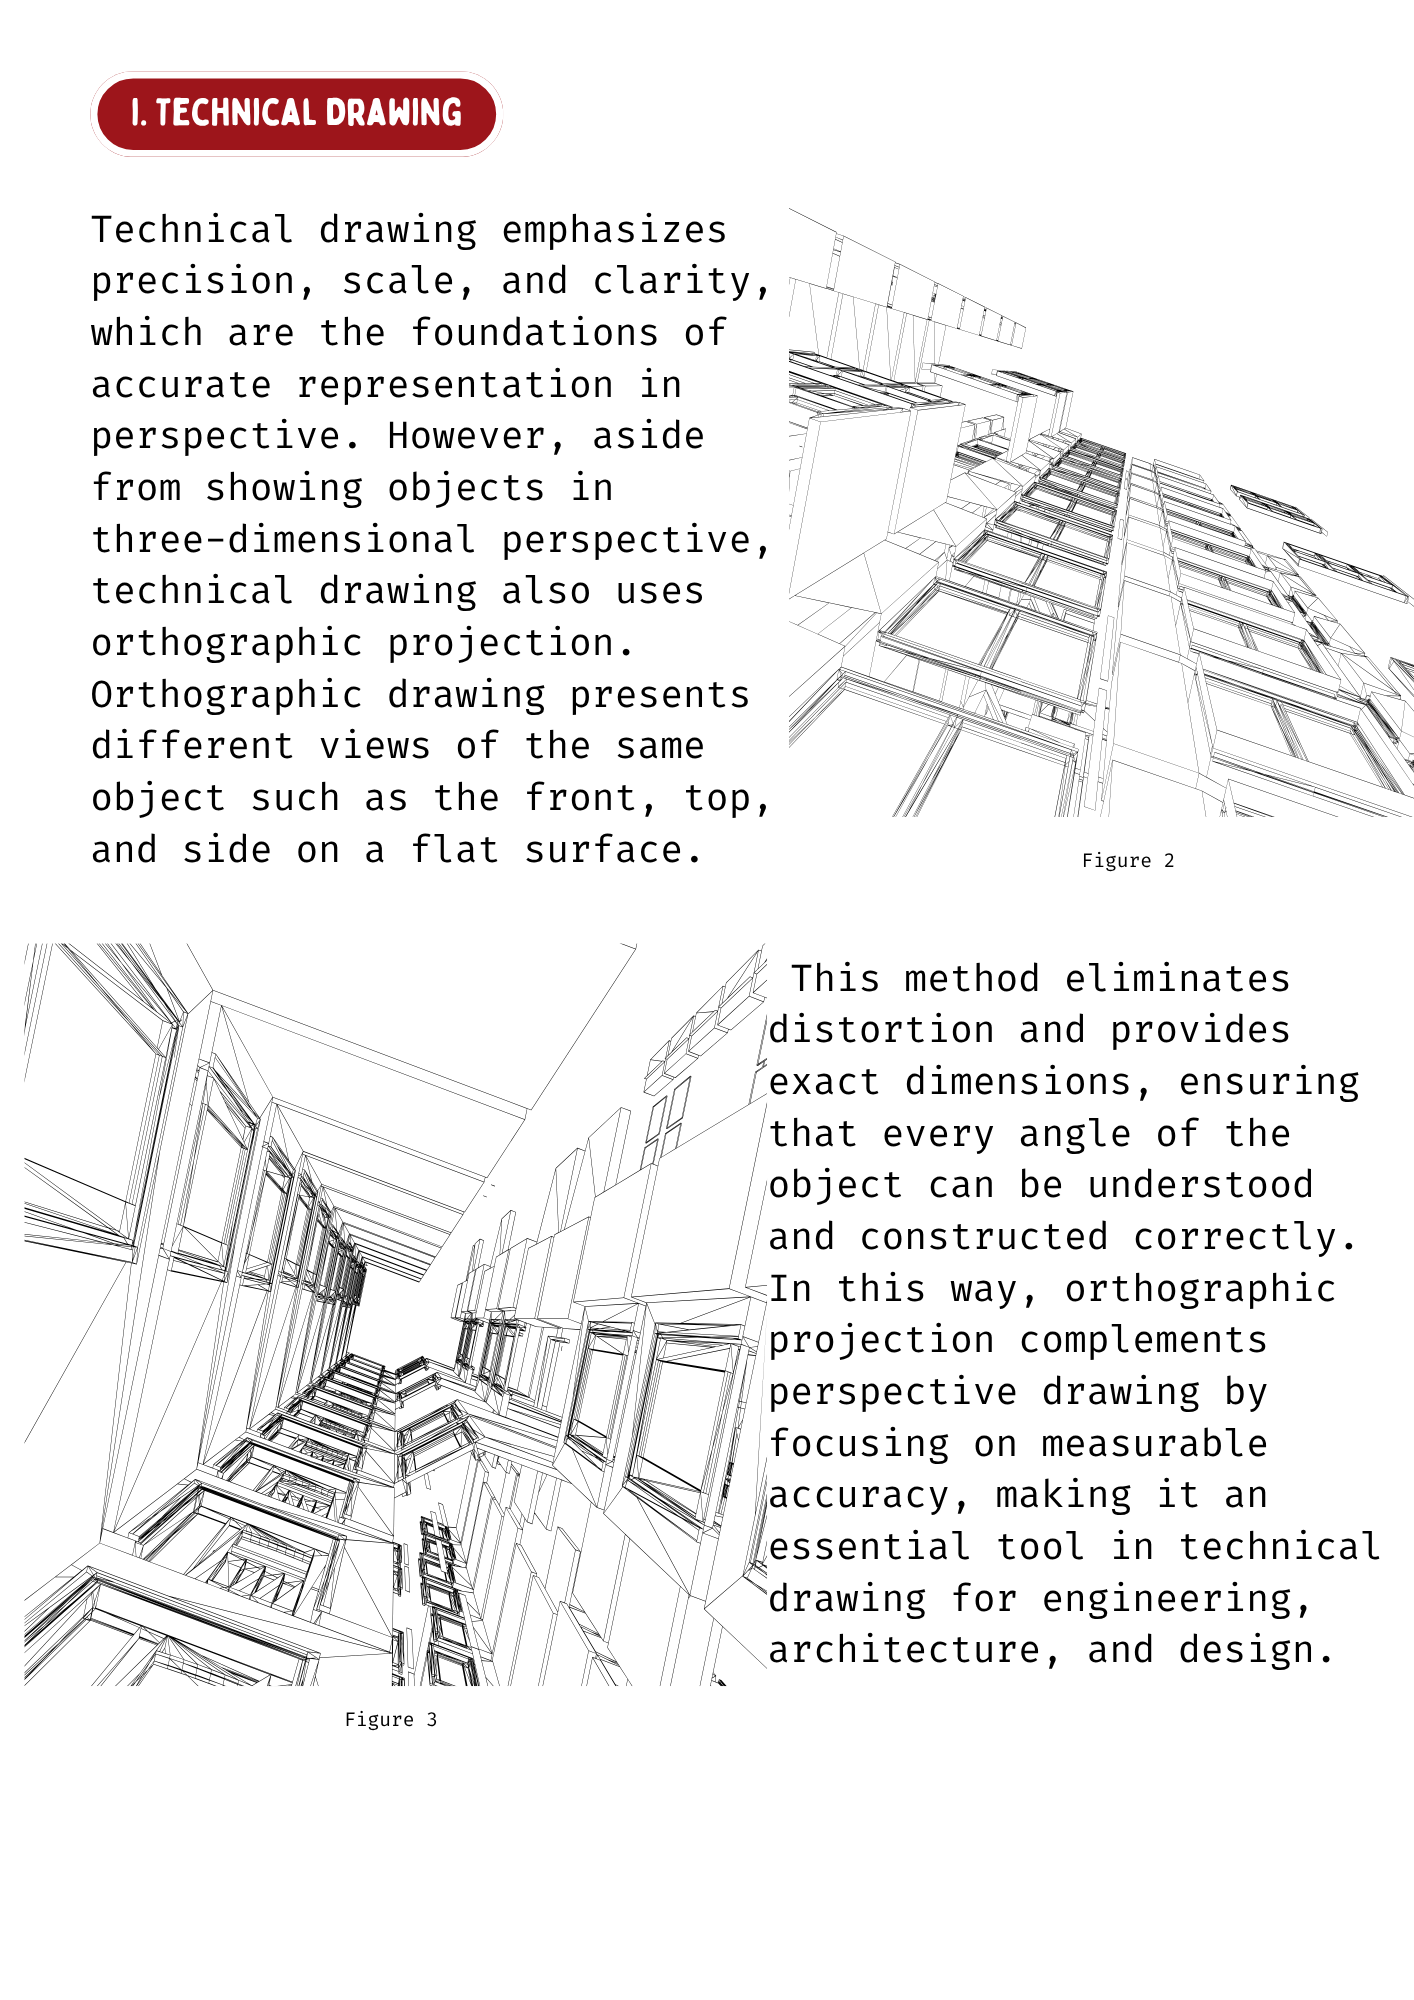 1. TECHNICAL DRAWING
Technical drawing emphasizes
precision, scale, and clarity,
which are the foundations of
accurate representation in
perspective. However, aside
from showing objects in
three-dimensional perspective,
technical drawing also uses
orthographic projection.
Orthographic drawing presents
different views of the same
object such as the front, top,
and side on a flat surface.
Figure 2
This method eliminates
distortion and provides
exact dimensions, ensuring
that every angle of the
object can be understood
and constructed correctly.
In this way, orthographic
projection complements
perspective drawing by
focusing on measurable
accuracy, making it an
essential tool in technical
drawing for engineering,
architecture, and design.
Figure 3